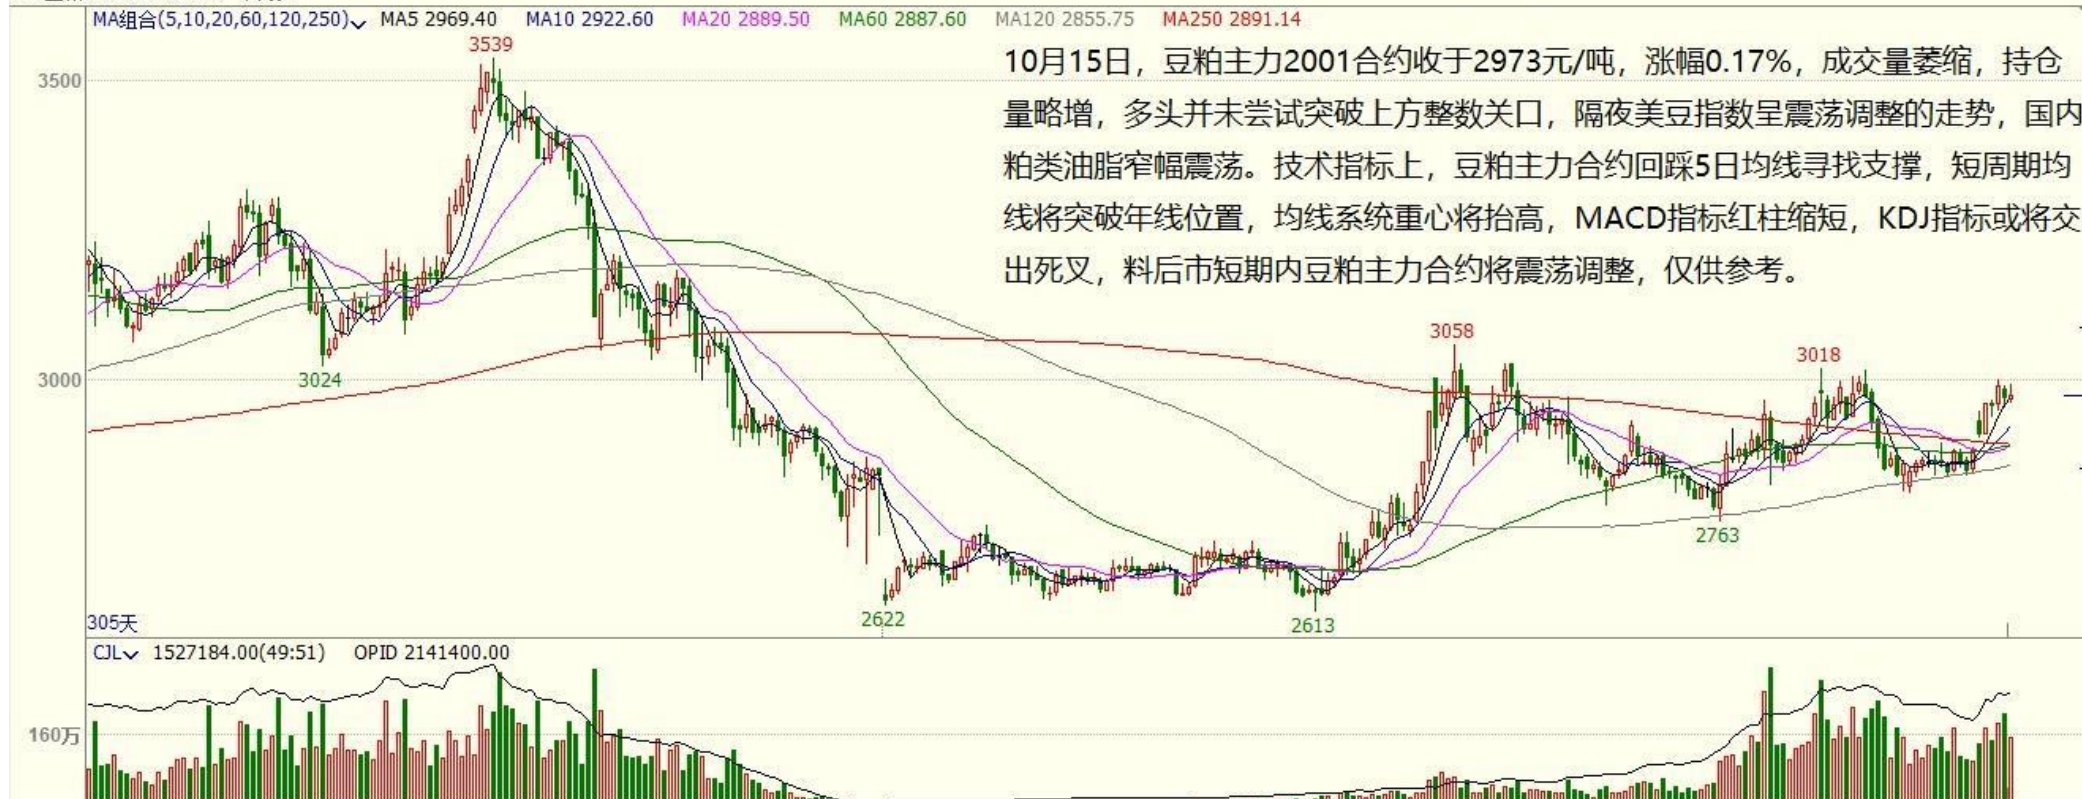 MA组合(5,10,20,60,120,250) MA5 2969.40 MA10 2922.60 MA20 2889.50 MA60 2887.60 MA120 2855.75 MA250 2891.14
3539
10月15日，豆粕主力2001合约收于2973元/吨，涨幅0.17%，成交量萎缩，持仓
3500
量略增，多头并未尝试突破上方整数关口，隔夜美豆指数呈震荡调整的走势，国内
粕类油脂窄幅震荡。技术指标上，豆粕主力合约回踩5日均线寻找支撑，短周期均
线将突破年线位置，均线系统重心将抬高，MACD指标红柱缩短，KDJ指标或将交
出死叉，料后市短期内豆粕主力合约将震荡调整，仅供参考。
3058
3018
3000
3024
2763
2622
2613
305天
CJL 1527184.00(49:51) OPID 2141400.00
160万